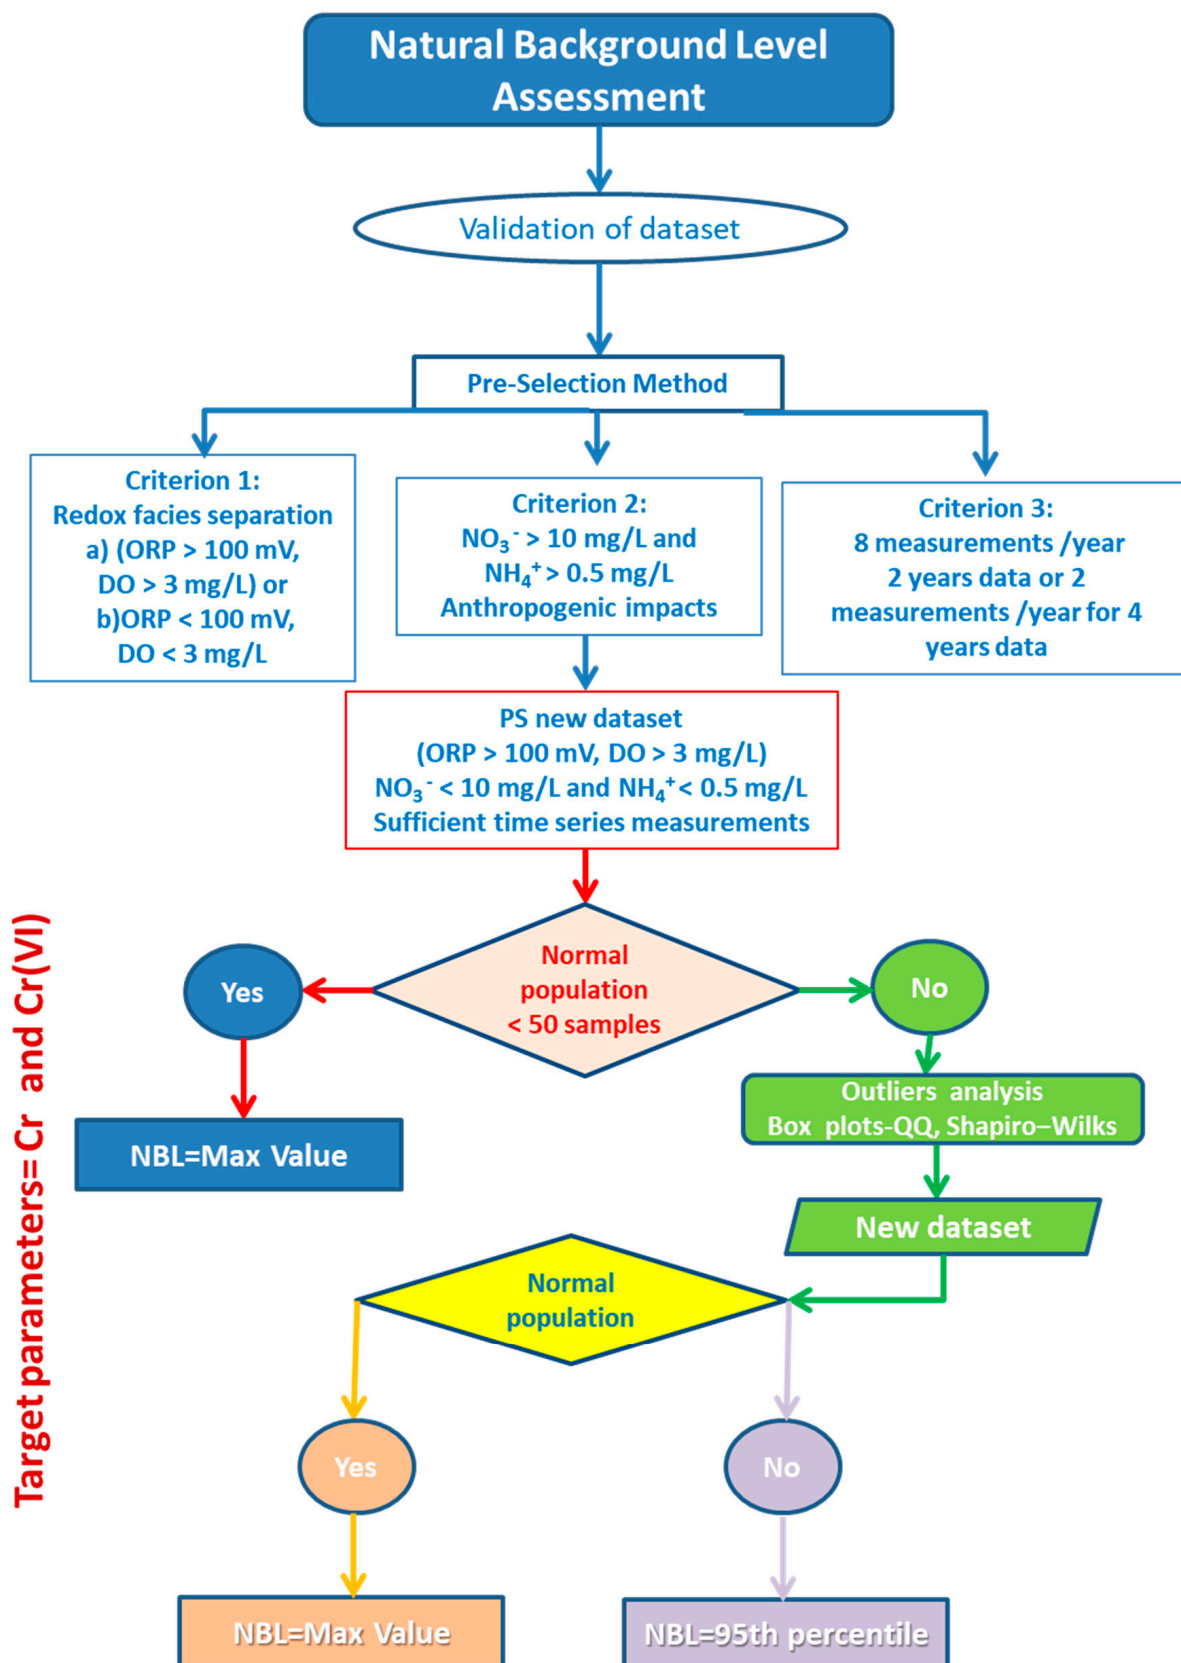 Natural Background Level
Assessment
Validation of dataset
Pre-Selection Method
Criterion 1:
Redox facies separation
a) (ORP > 100 mV,
DO > 3 mg/L) or
b)ORP < 100 mV,
DO < 3 mg/L
Criterion 2:
NO₃⁻ > 10 mg/L and
NH₄⁺ > 0.5 mg/L
Anthropogenic impacts
Criterion 3:
8 measurements /year
2 years data or 2
measurements /year for 4
years data
PS new dataset
(ORP > 100 mV, DO > 3 mg/L)
NO₃⁻ < 10 mg/L and NH₄⁺ < 0.5 mg/L
Sufficient time series measurements
Target parameters= Cr and Cr(VI)
Normal
population
< 50 samples
Yes
No
NBL=Max Value
Outliers analysis
Box plots-QQ, Shapiro–Wilks
New dataset
Normal
population
Yes
No
NBL=Max Value
NBL=95th percentile